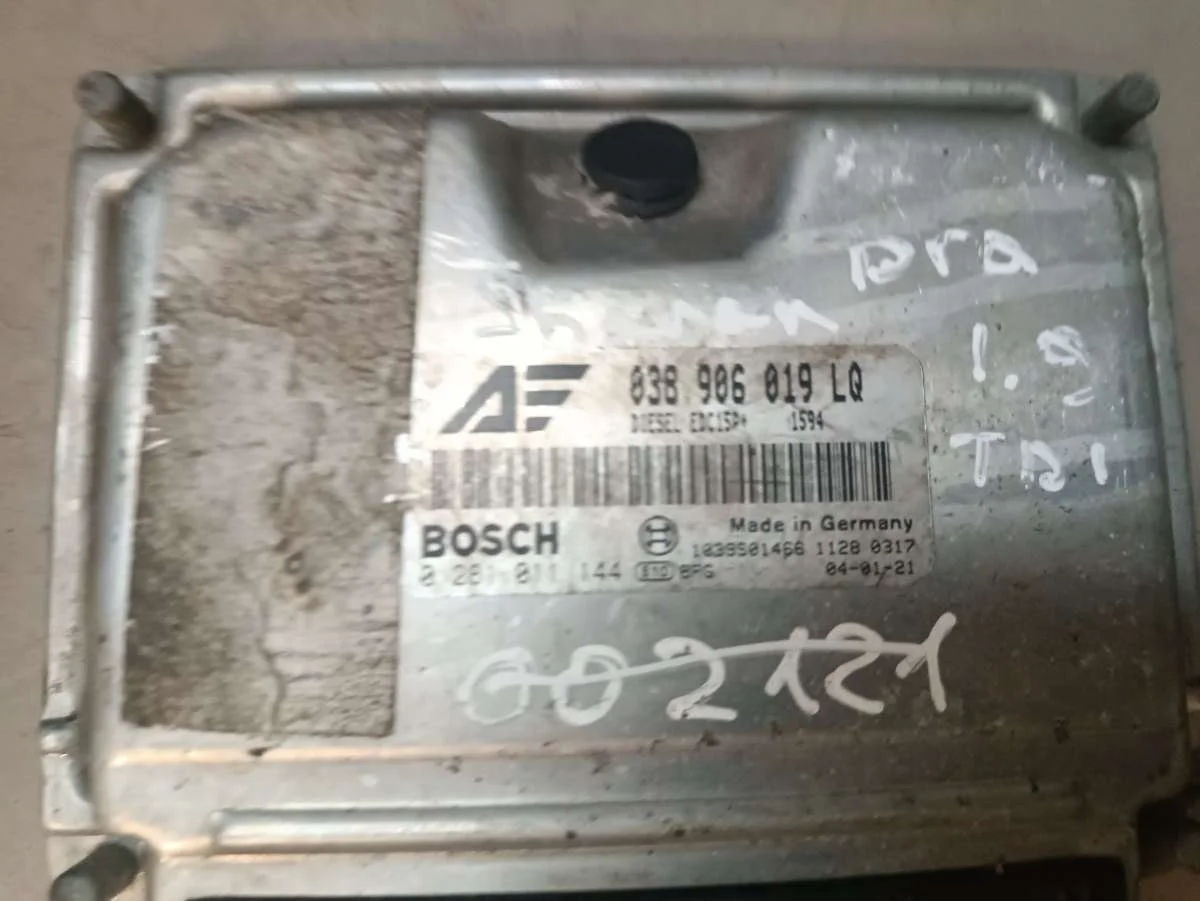 1.9
TDI
AE 038 906 019 LQ
DIESEL EDC15P+ 1594
BOSCH Made in Germany
1039S01466 1128 0317
0 281 011 144 04-01-21
002121